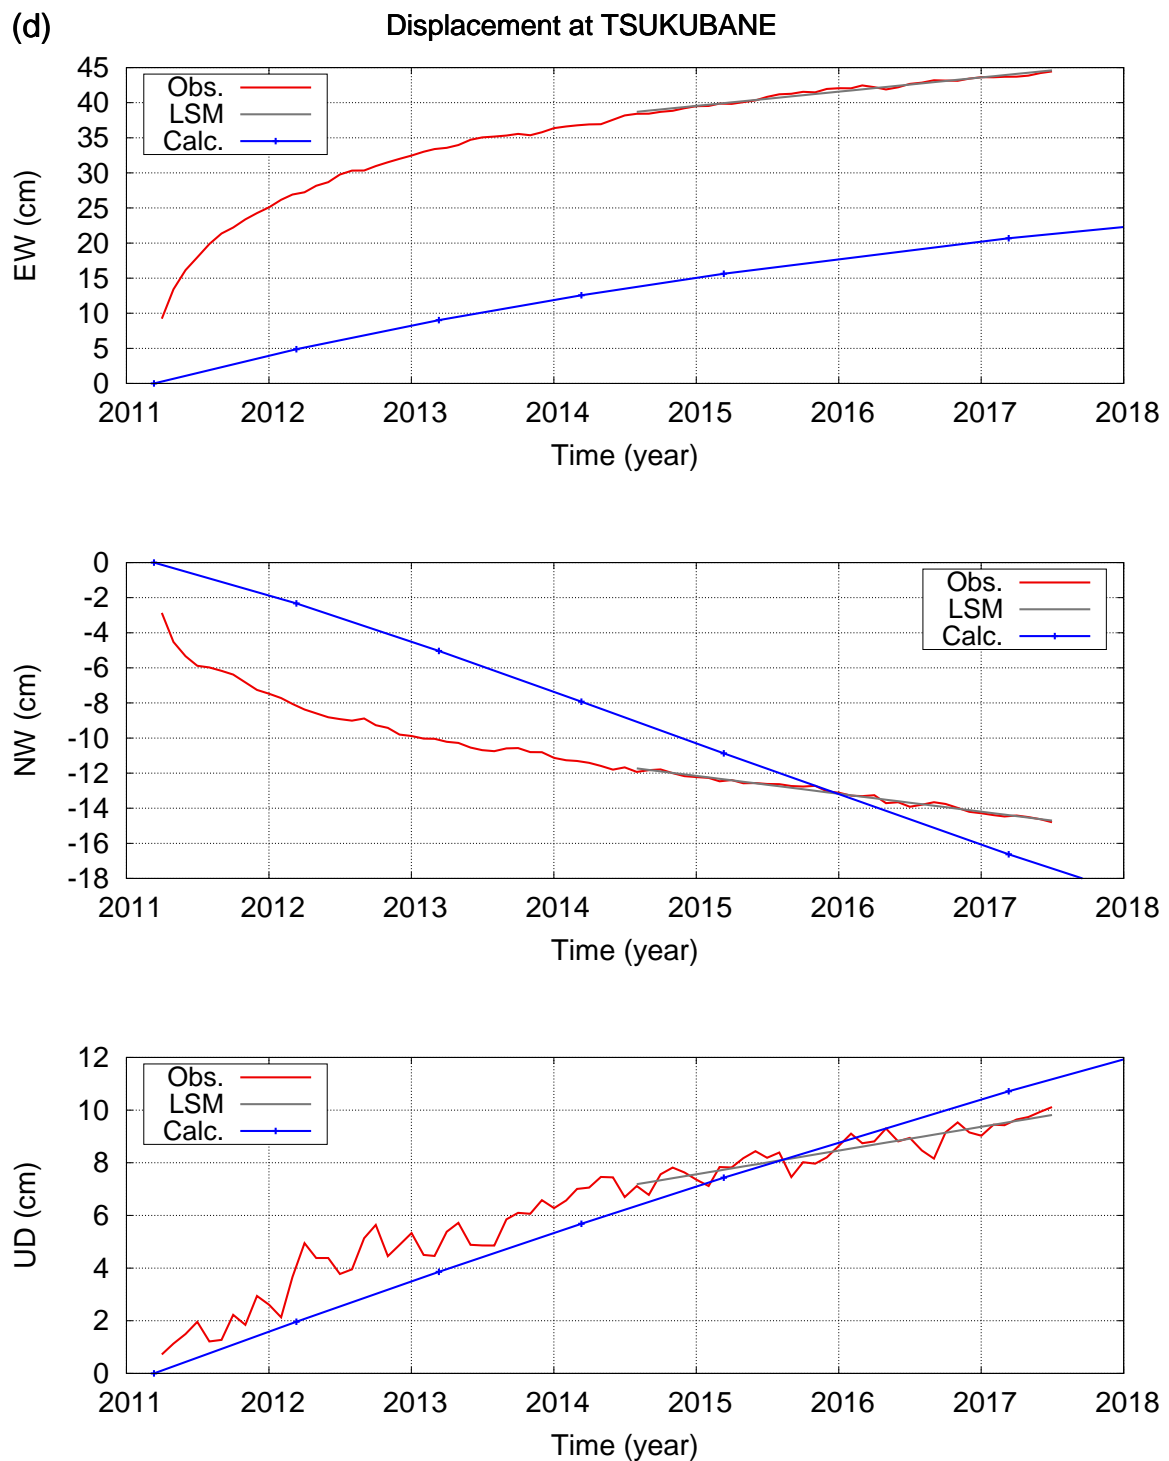 (d)
Displacement at TSUKUBANE
45
40
35
30
25
20
15
10
5
0
EW (cm)
Obs.
LSM
Calc.
2011 2012 2013 2014 2015 2016 2017 2018
Time (year)
0
-2
-4
-6
-8
-10
-12
-14
-16
-18
NW (cm)
Obs.
LSM
Calc.
2011 2012 2013 2014 2015 2016 2017 2018
Time (year)
12
10
8
6
4
2
0
UD (cm)
Obs.
LSM
Calc.
2011 2012 2013 2014 2015 2016 2017 2018
Time (year)